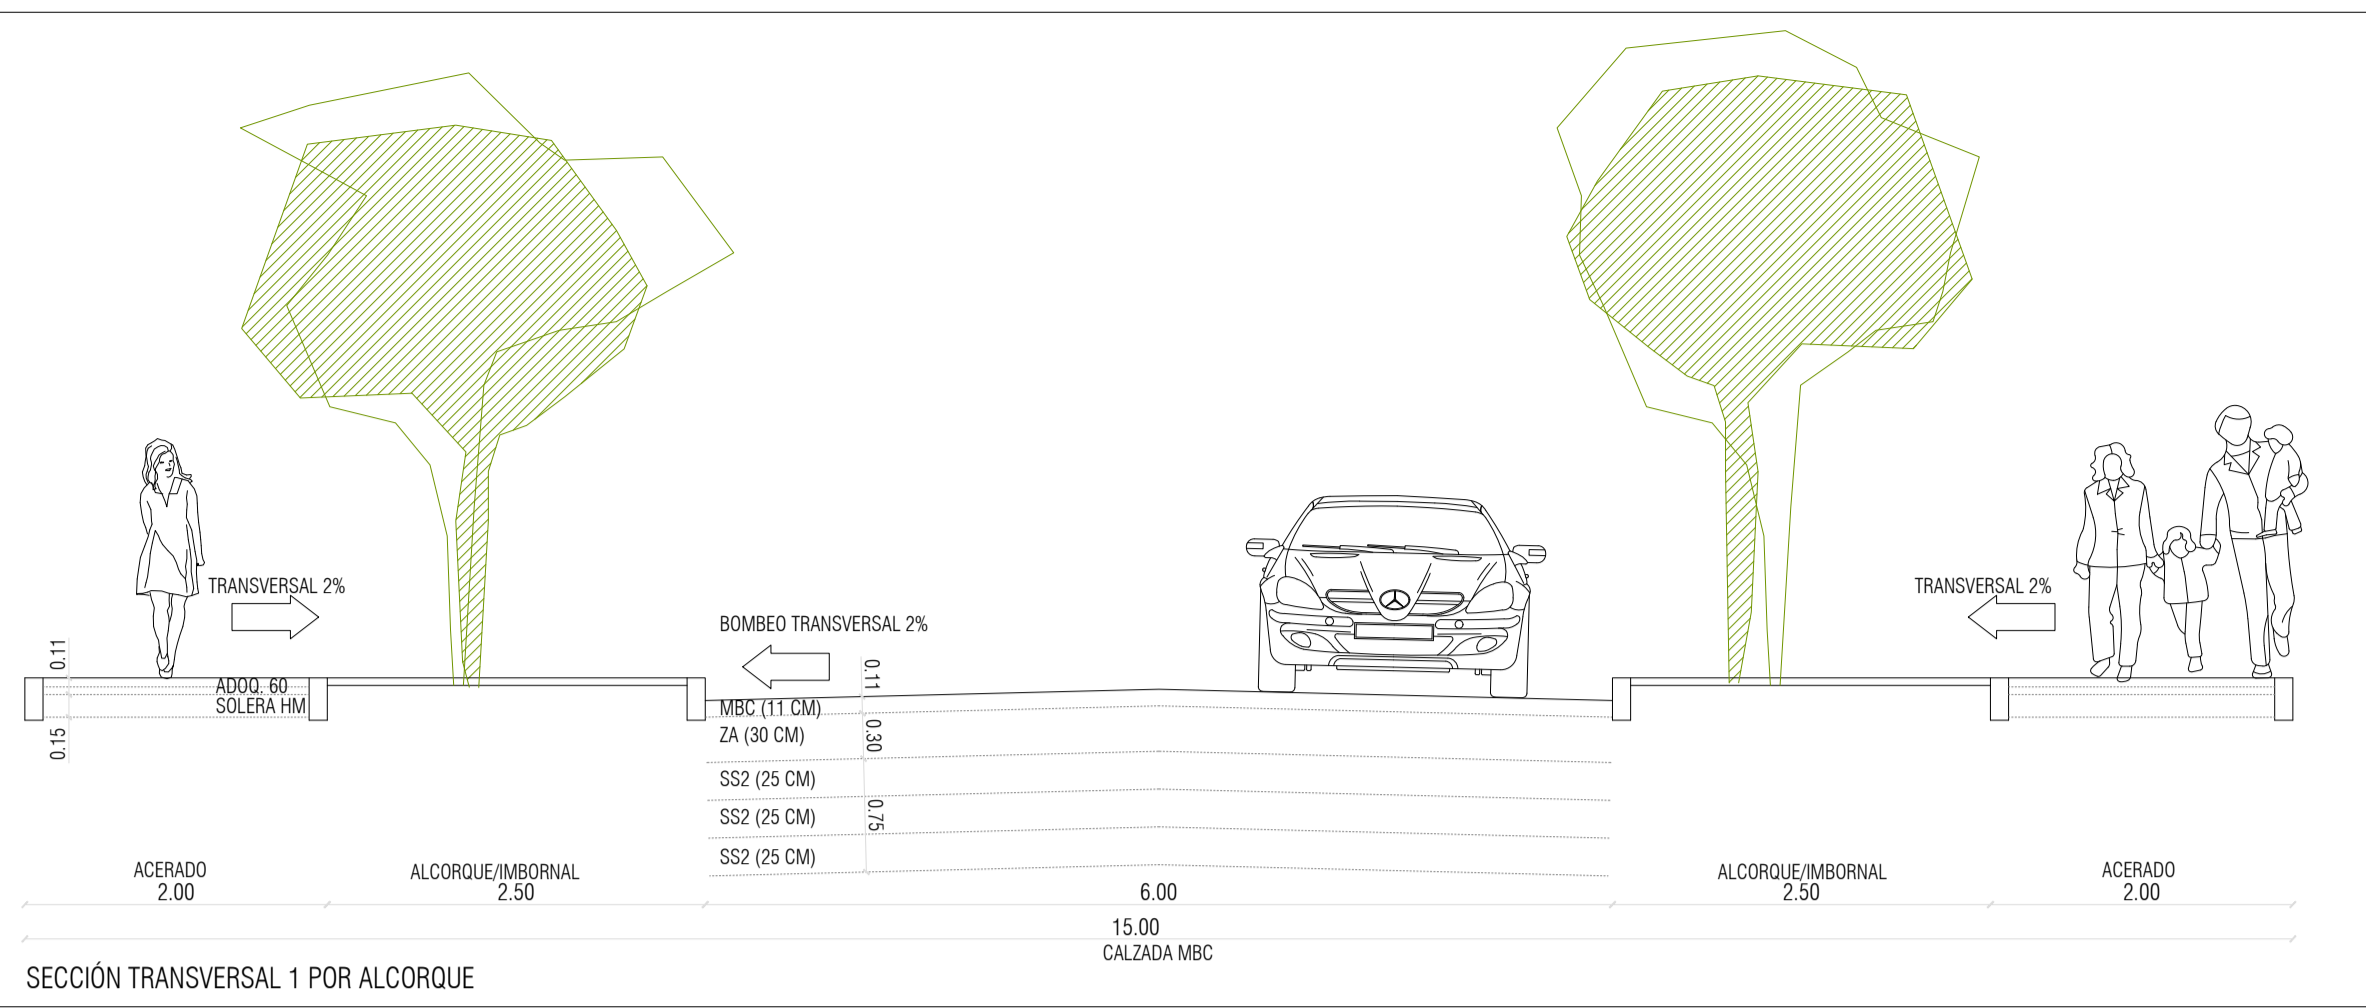 TRANSVERSAL 2%
TRANSVERSAL 2%
BOMBEO TRANSVERSAL 2%
0.11
0.11
ADOQ. 60
SOLERA HM
MBC (11 CM)
0.15
ZA (30 CM)
0.30
SS2 (25 CM)
SS2 (25 CM)
0.75
SS2 (25 CM)
ACERADO
2.00
ALCORQUE/IMBORNAL
2.50
6.00
ALCORQUE/IMBORNAL
2.50
ACERADO
2.00
15.00
CALZADA MBC
SECCIÓN TRANSVERSAL 1 POR ALCORQUE